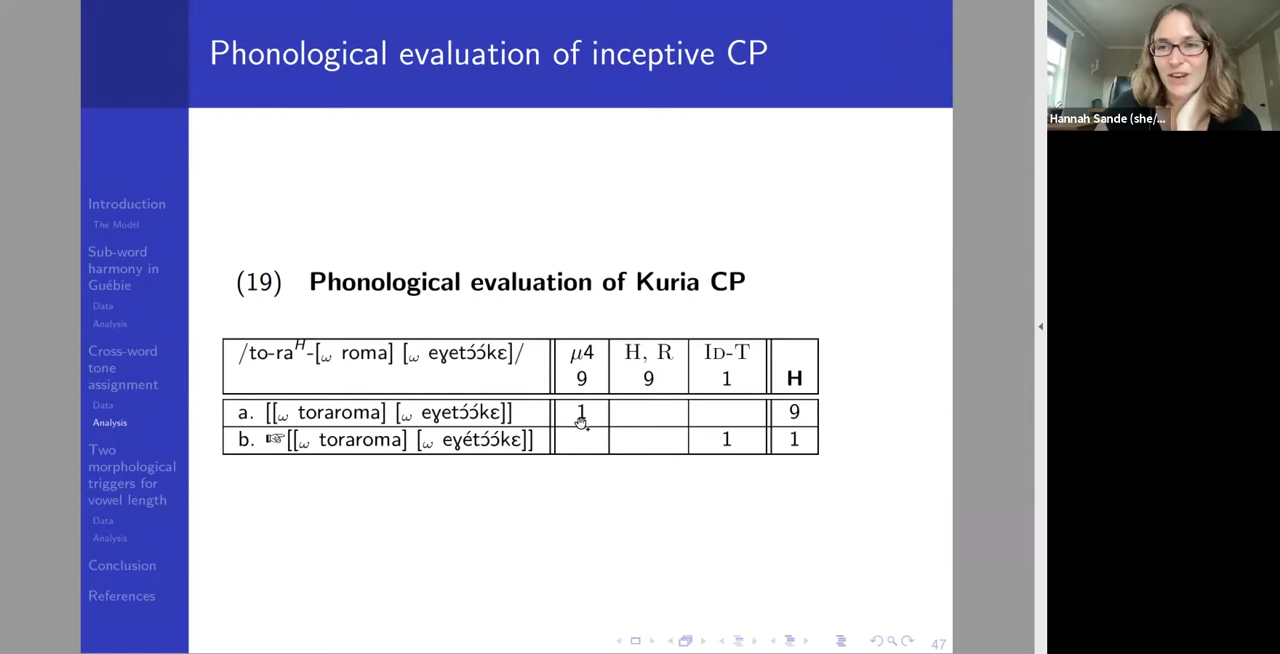 Phonological evaluation of inceptive CP
Hannah Sande (she/...
Introduction
The Model
Sub-word
harmony in
Guébie
Data
Analysis
Cross-word
tone
assignment
Data
Analysis
Two
morphological
triggers for
vowel length
Data
Analysis
Conclusion
References
(19) Phonological evaluation of Kuria CP
/to-raᴴ-[ω roma] [ω eɣetɔ́ɔ́kɛ]/ μ4 H, R ID-T
9 9 1 H
a. [[ω toraroma] [ω eɣetɔ́ɔ́kɛ]] 1 9
b. ☞[[ω toraroma] [ω eɣétɔ́ɔ́kɛ]] 1 1
47